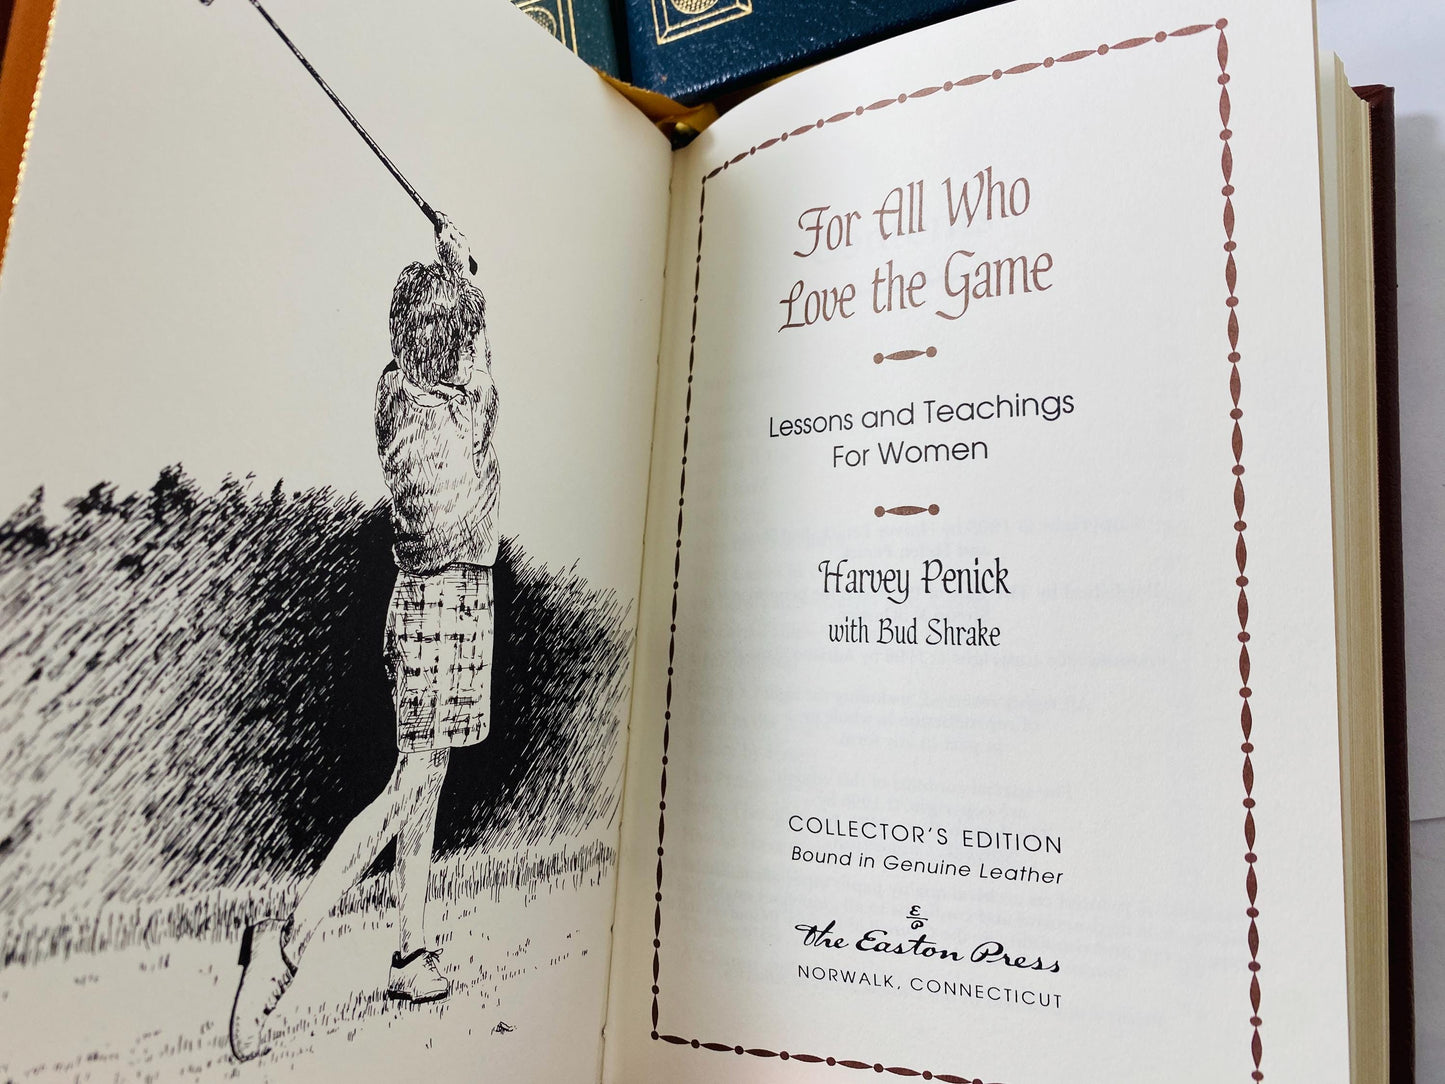 For All Who
Love the Game
Lessons and Teachings
For Women
Harvey Penick
with Bud Shrake
COLLECTOR'S EDITION
Bound in Genuine Leather
E
P
The Easton Press
NORWALK, CONNECTICUT